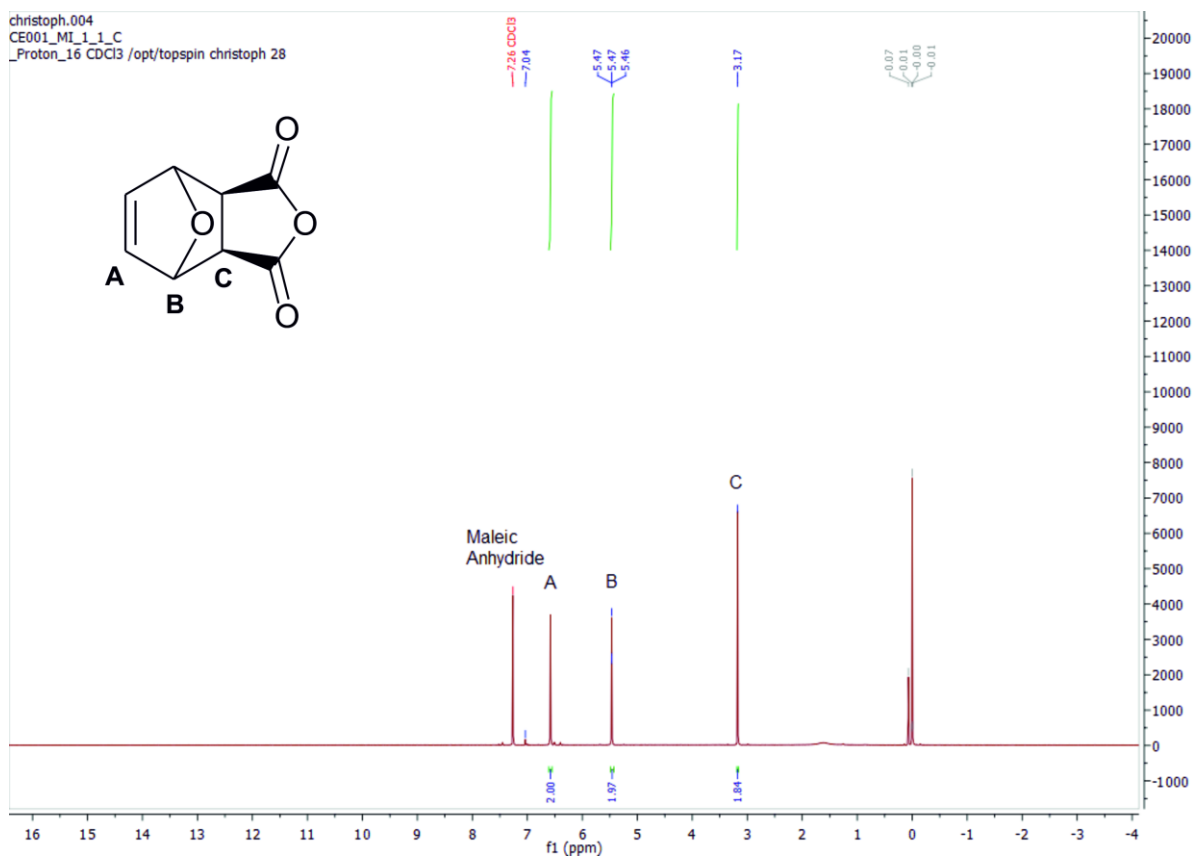 christoph.004
CE001_MI_1_1_C
_Proton_16 CDCl3 /opt/topspin christoph 28
7.26 CDCl3
7.04
5.47
5.47
5.46
3.17
0.07
0.01
-0.00
-0.01
O
O
O
O
A
B
C
Maleic
Anhydride
A
B
C
2.00
1.97
1.84
16 15 14 13 12 11 10 9 8 7 6 5 4 3 2 1 0 -1 -2 -3 -4
f1 (ppm)
20000
19000
18000
17000
16000
15000
14000
13000
12000
11000
10000
9000
8000
7000
6000
5000
4000
3000
2000
1000
0
-1000